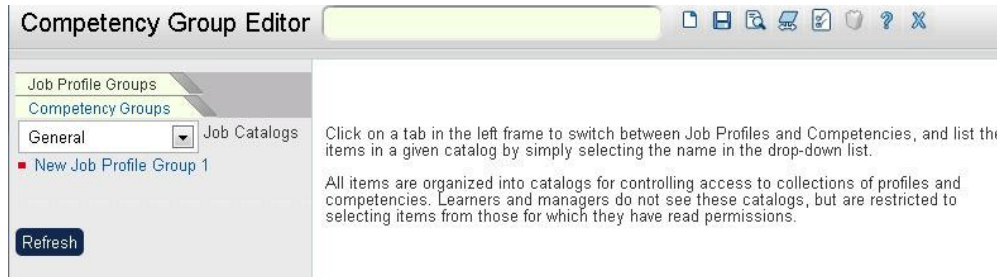 Competency Group Editor
Job Profile Groups
Competency Groups
General
Job Catalogs
New Job Profile Group 1
Refresh
Click on a tab in the left frame to switch between Job Profiles and Competencies, and list the
items in a given catalog by simply selecting the name in the drop-down list.
All items are organized into catalogs for controlling access to collections of profiles and
competencies. Learners and managers do not see these catalogs, but are restricted to
selecting items from those for which they have read permissions.